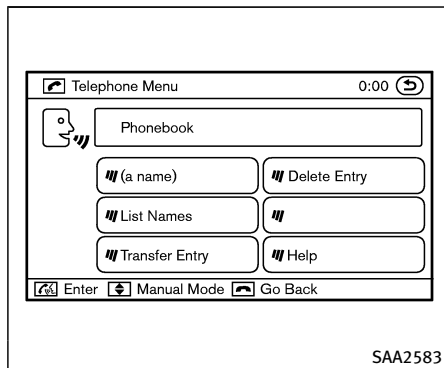 Telephone Menu 0:00
Phonebook
(a name) Delete Entry
List Names
Transfer Entry Help
Enter Manual Mode Go Back
SAA2583